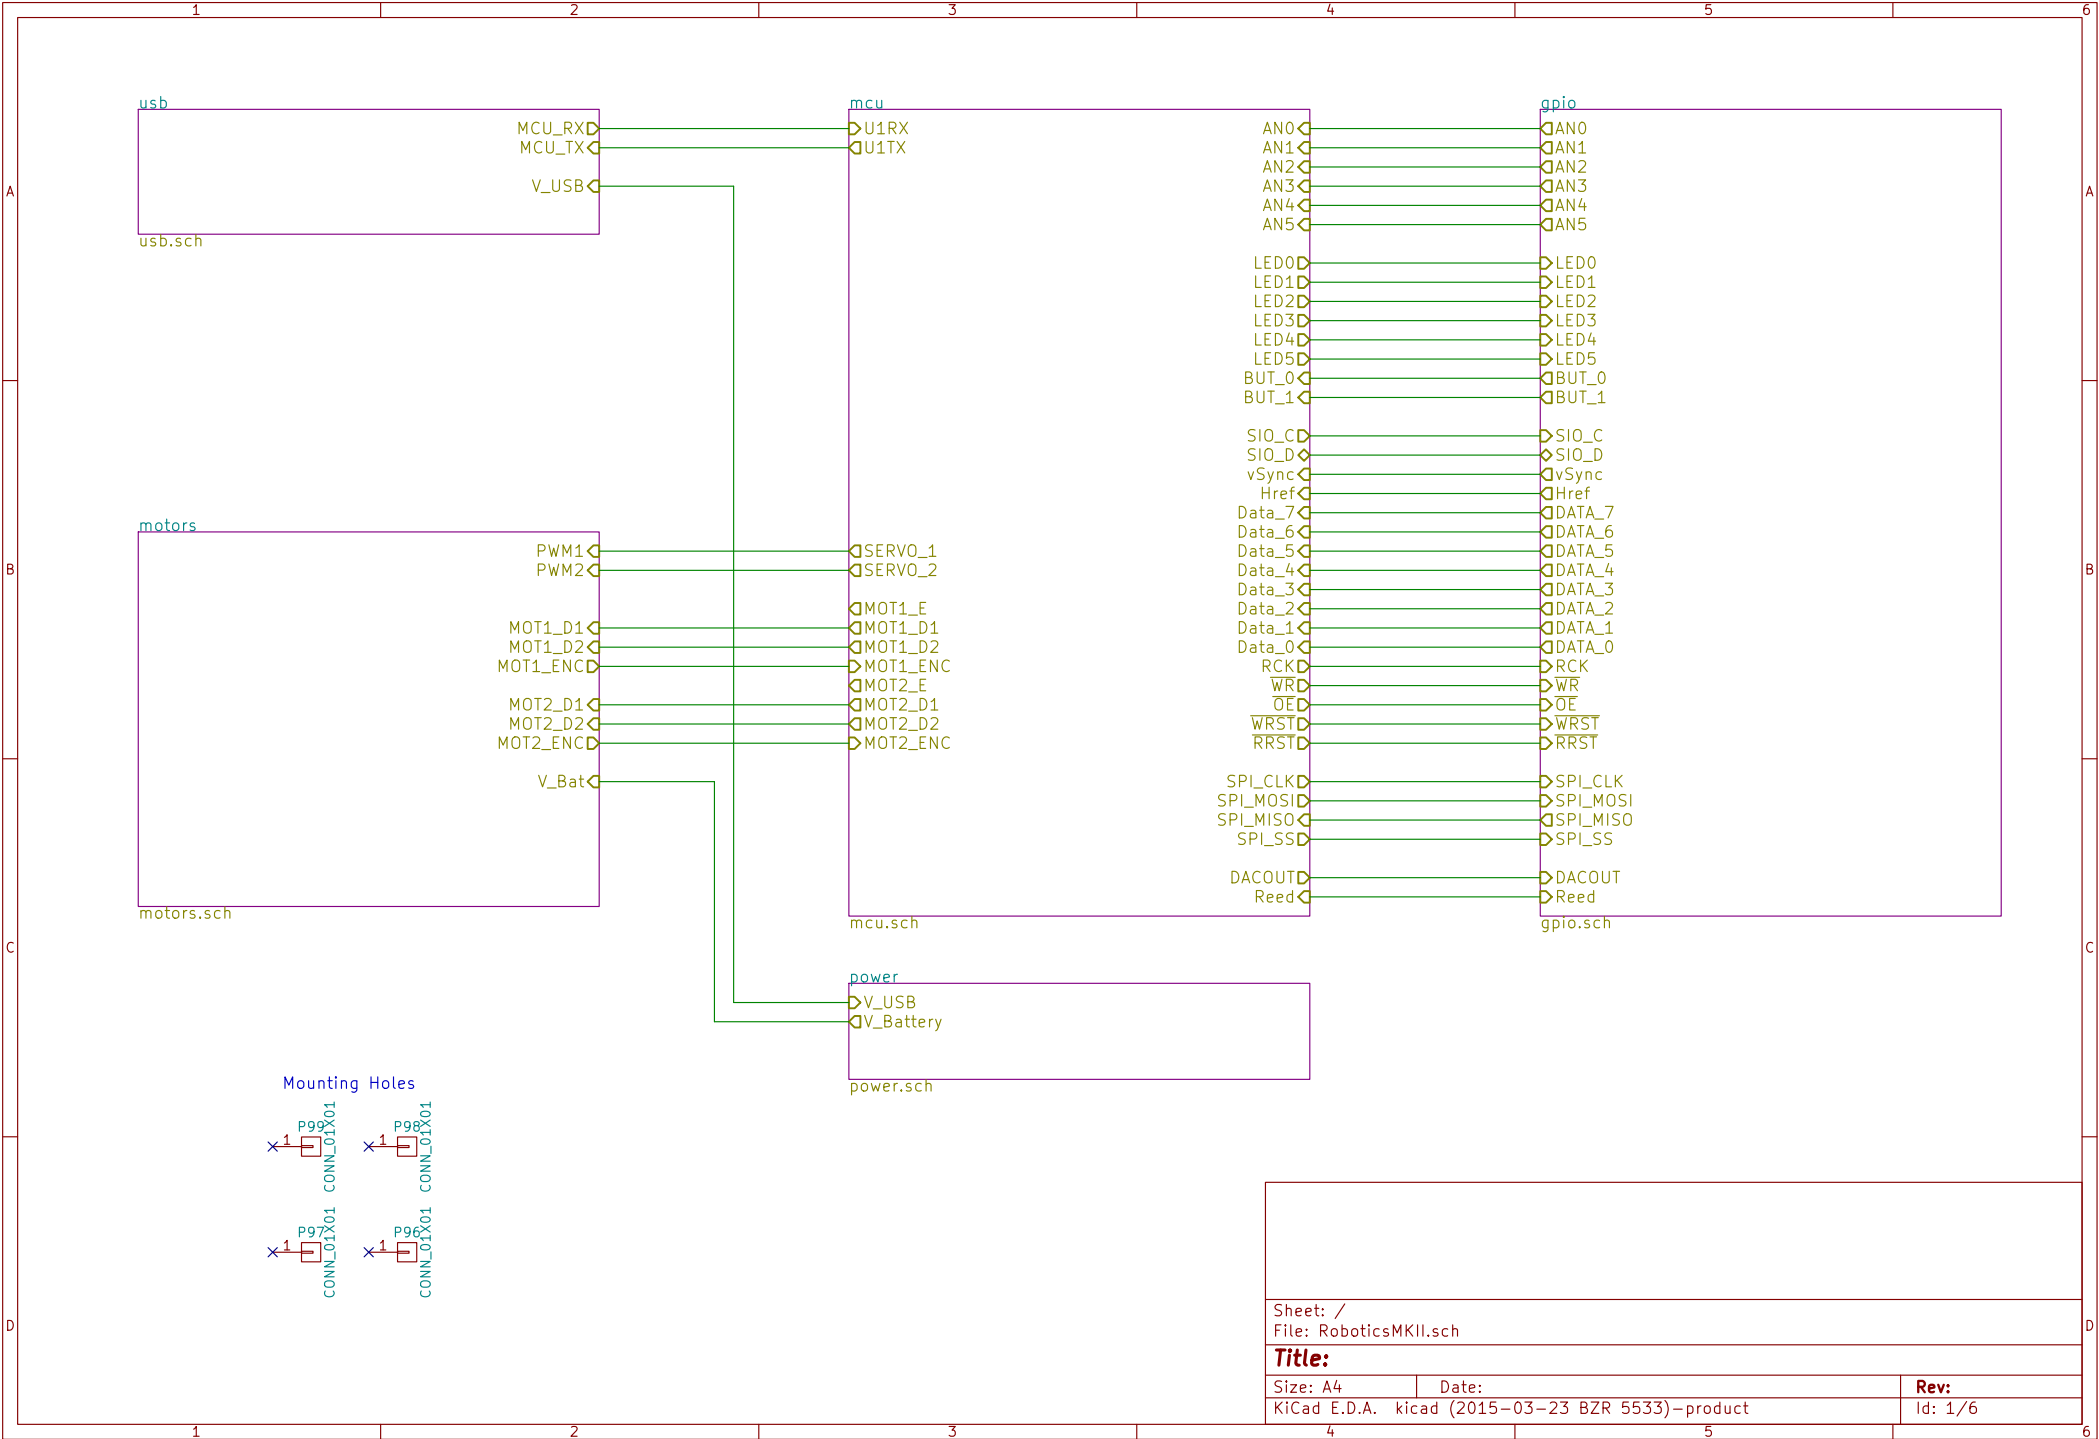 1 2 3 4 5 6
A A
B B
C C
D D
usb
MCU_RX
MCU_TX
V_USB
usb.sch
motors
PWM1
PWM2
MOT1_D1
MOT1_D2
MOT1_ENC
MOT2_D1
MOT2_D2
MOT2_ENC
V_Bat
motors.sch
mcu
U1RX
U1TX
SERVO_1
SERVO_2
MOT1_E
MOT1_D1
MOT1_D2
MOT1_ENC
MOT2_E
MOT2_D1
MOT2_D2
MOT2_ENC
AN0
AN1
AN2
AN3
AN4
AN5
LED0
LED1
LED2
LED3
LED4
LED5
BUT_0
BUT_1
SIO_C
SIO_D
vSync
Href
Data_7
Data_6
Data_5
Data_4
Data_3
Data_2
Data_1
Data_0
RCK
WR
OE
WRST
RRST
SPI_CLK
SPI_MOSI
SPI_MISO
SPI_SS
DACOUT
Reed
mcu.sch
gpio
AN0
AN1
AN2
AN3
AN4
AN5
LED0
LED1
LED2
LED3
LED4
LED5
BUT_0
BUT_1
SIO_C
SIO_D
vSync
Href
DATA_7
DATA_6
DATA_5
DATA_4
DATA_3
DATA_2
DATA_1
DATA_0
RCK
WR
OE
WRST
RRST
SPI_CLK
SPI_MOSI
SPI_MISO
SPI_SS
DACOUT
Reed
gpio.sch
power
V_USB
V_Battery
power.sch
Mounting Holes
P99
1
CONN_01X01
P98
1
CONN_01X01
P97
1
CONN_01X01
P96
1
CONN_01X01
Sheet: /
File: RoboticsMKII.sch
Title:
Size: A4 Date: Rev:
KiCad E.D.A. kicad (2015-03-23 BZR 5533)-product Id: 1/6
1 2 3 4 5 6